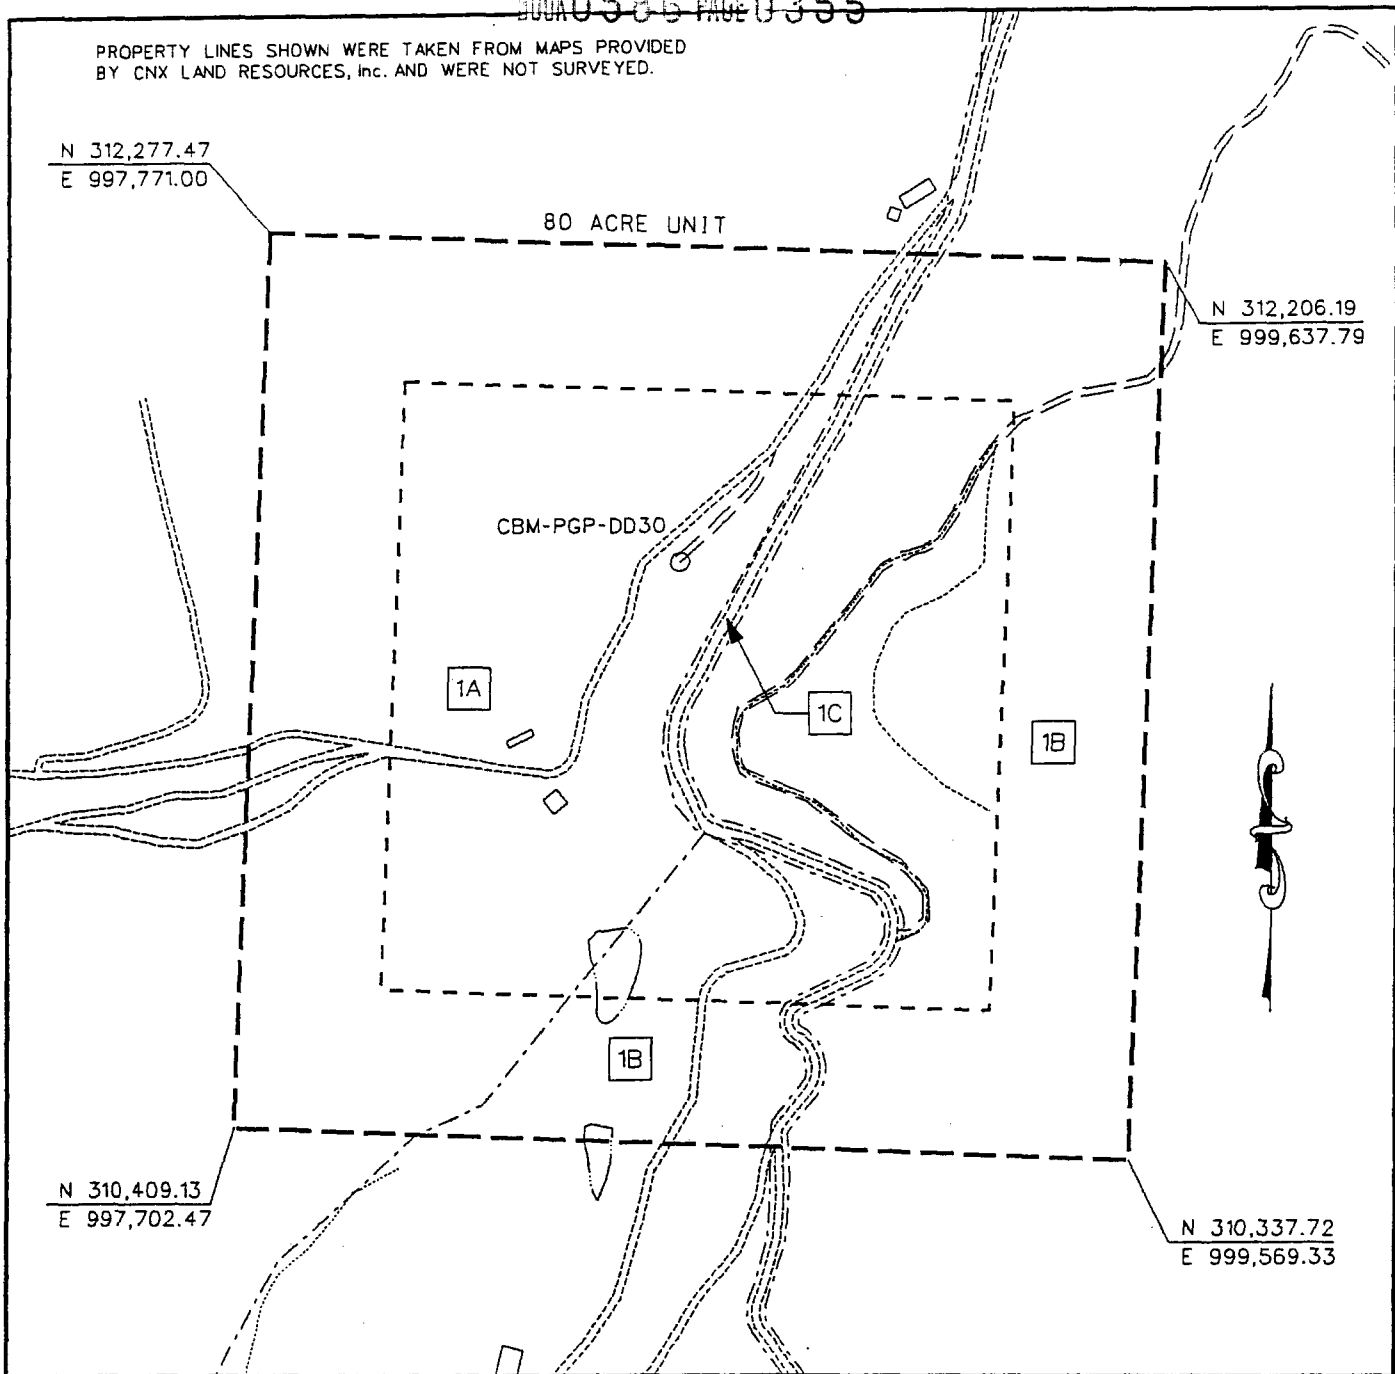 PROPERTY LINES SHOWN WERE TAKEN FROM MAPS PROVIDED
BY CNX LAND RESOURCES, Inc. AND WERE NOT SURVEYED.
N 312,277.47
E 997,771.00
80 ACRE UNIT
N 312,206.19
E 999,637.79
CBM-PGP-DD30
1A
1C
1B
1B
N 310,409.13
E 997,702.47
N 310,337.72
E 999,569.33